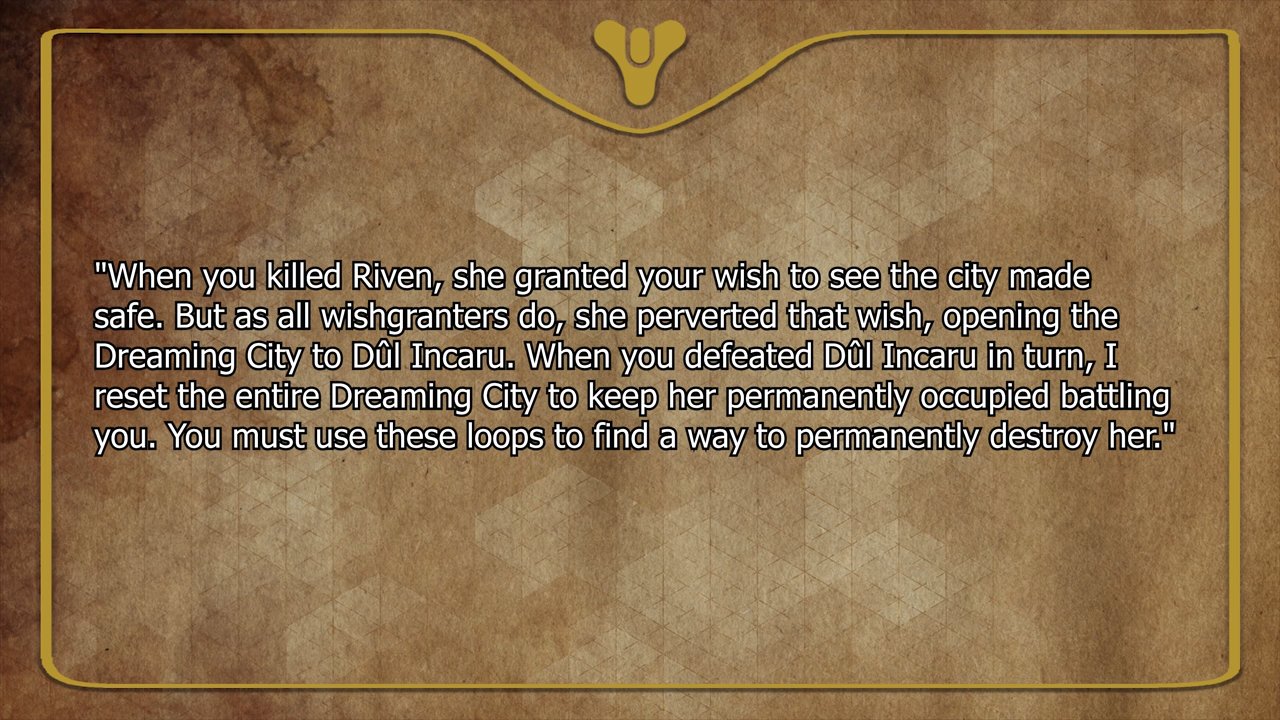 "When you killed Riven, she granted your wish to see the city made
safe. But as all wishgranters do, she perverted that wish, opening the
Dreaming City to Dûl Incaru. When you defeated Dûl Incaru in turn, I
reset the entire Dreaming City to keep her permanently occupied battling
you. You must use these loops to find a way to permanently destroy her."